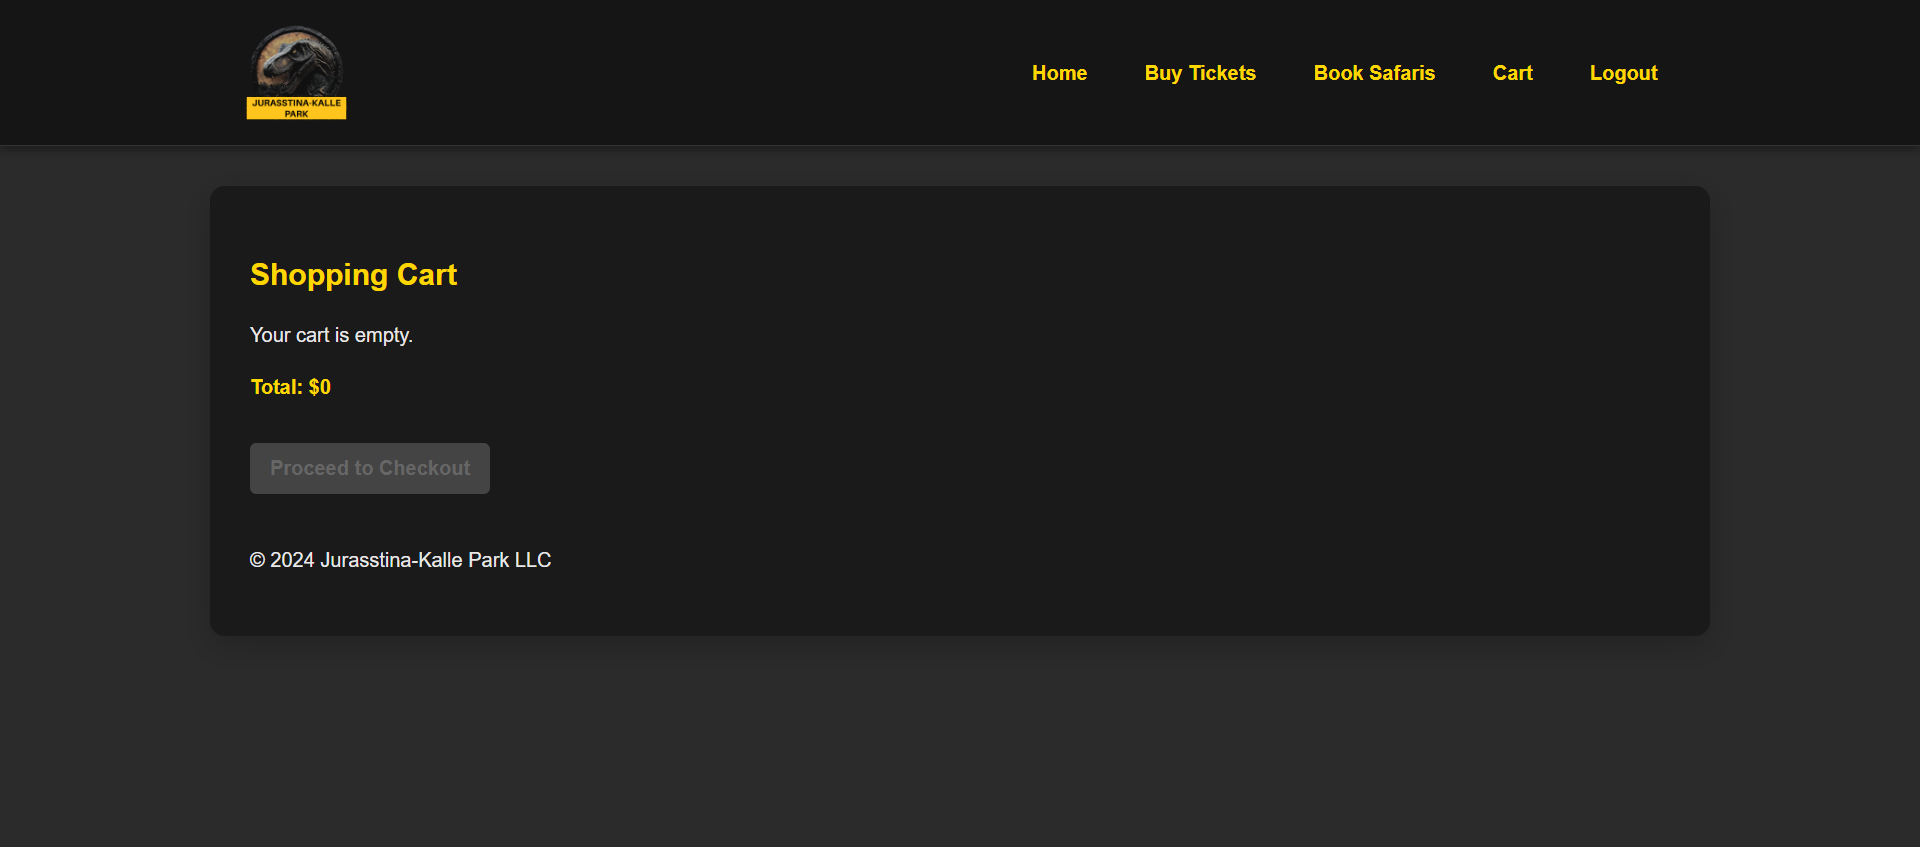 JURASSTINA-KALLE
PARK
Home Buy Tickets Book Safaris Cart Logout
Shopping Cart
Your cart is empty.
Total: $0
Proceed to Checkout
© 2024 Jurasstina-Kalle Park LLC